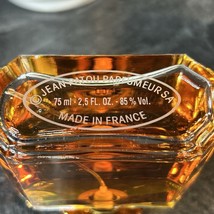 JEAN PATOU PARFUMEUR SA
75 ml - 2,5 FL. OZ. - 85 % Vol.
MADE IN FRANCE